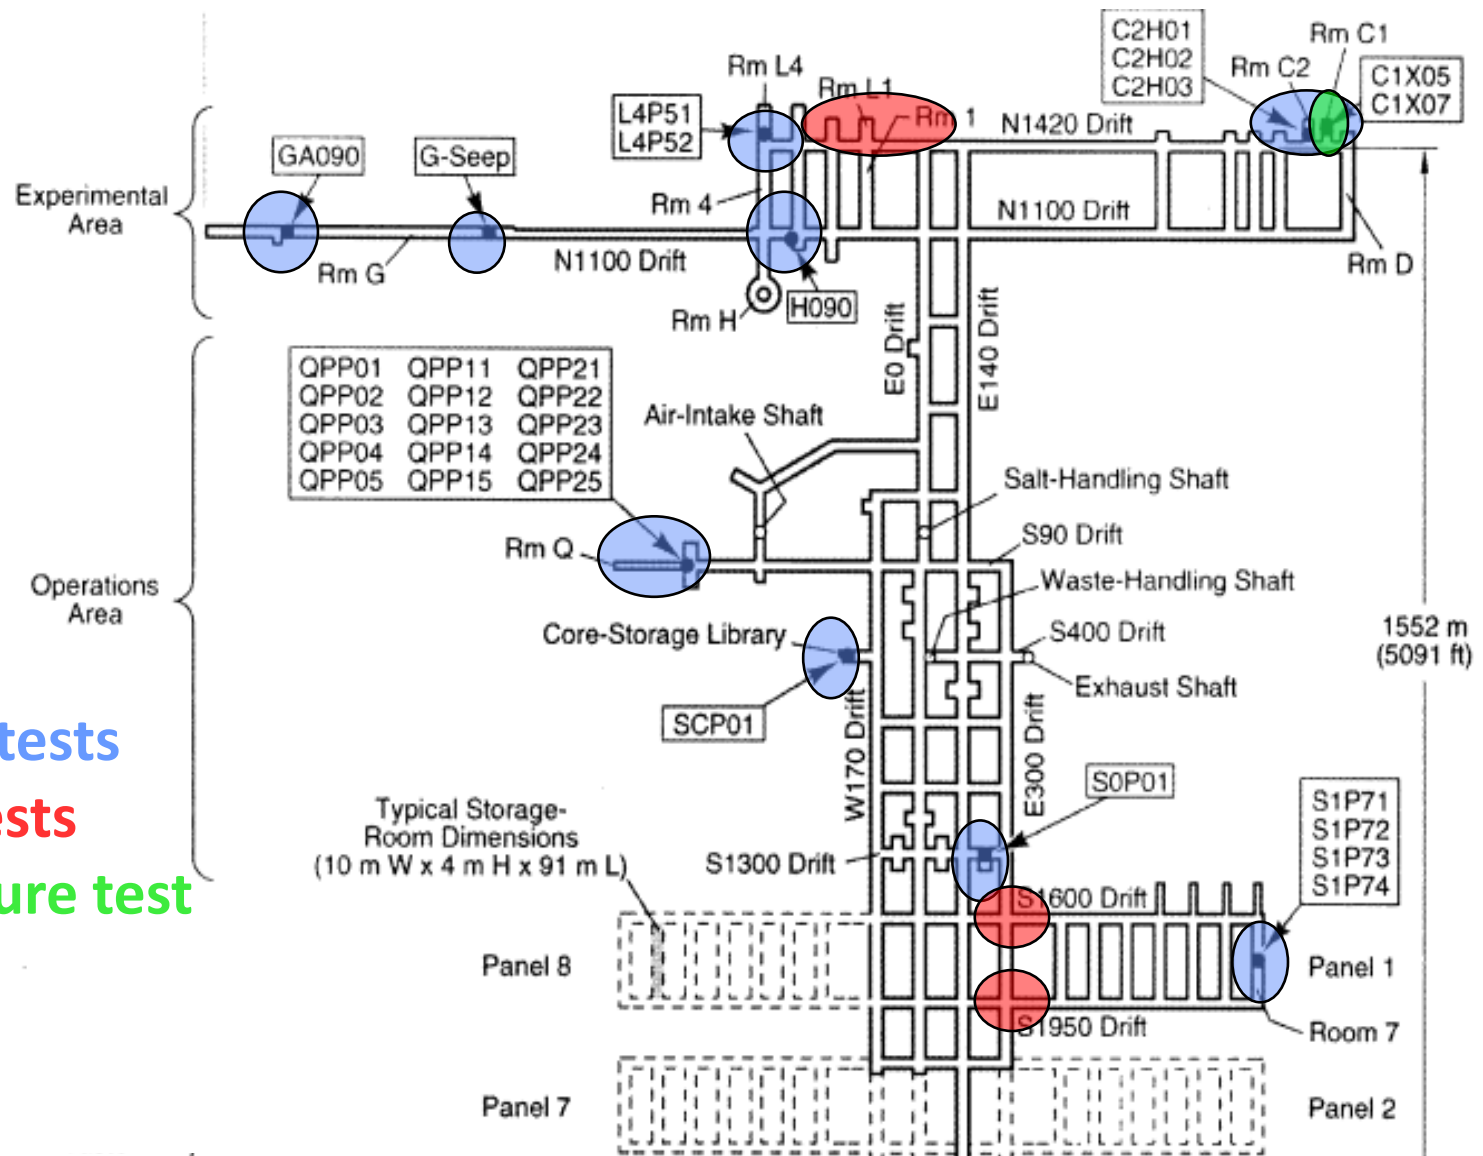 C2H01
C2H02
C2H03
Rm C1
Rm C2
C1X05
C1X07
Rm L4
Rm L1
Rm 1
N1420 Drift
L4P51
L4P52
GA090
G-Seep
Experimental
Area
Rm 4
N1100 Drift
Rm G
N1100 Drift
Rm D
Rm H
H090
E0 Drift
E140 Drift
QPP01 QPP11 QPP21
QPP02 QPP12 QPP22
QPP03 QPP13 QPP23
QPP04 QPP14 QPP24
QPP05 QPP15 QPP25
Air-Intake Shaft
Salt-Handling Shaft
S90 Drift
Rm Q
Waste-Handling Shaft
Operations
Area
Core-Storage Library
S400 Drift
1552 m
(5091 ft)
Exhaust Shaft
SCP01
W170 Drift
E300 Drift
tests
ests
ure test
S0P01
S1P71
S1P72
S1P73
S1P74
Typical Storage-
Room Dimensions
(10 m W x 4 m H x 91 m L)
S1300 Drift
S1600 Drift
Panel 8
Panel 1
S1950 Drift
Room 7
Panel 7
Panel 2